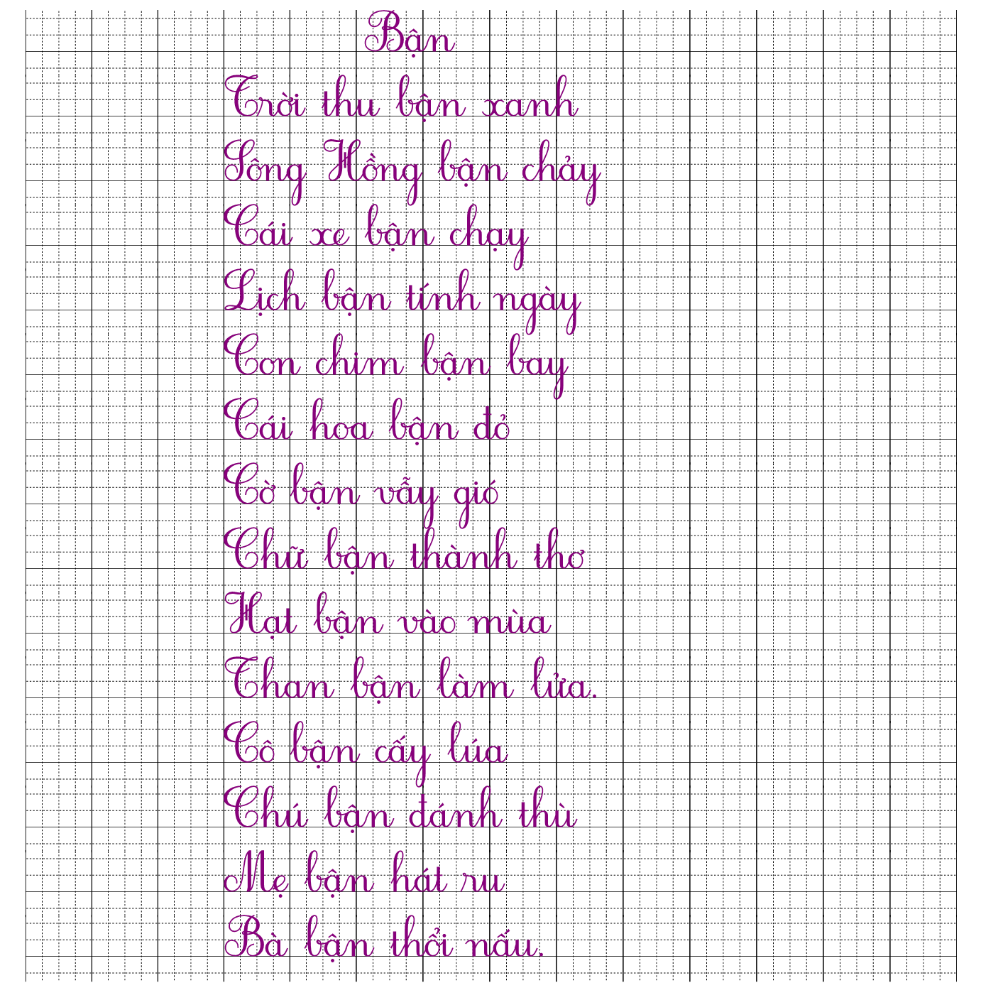 Bận
Trời thu bận xanh
Sông Hồng bận chảy
Cái xe bận chạy
Lịch bận tính ngày
Con chim bận bay
Cái hoa bận đỏ
Cờ bận vẫy gió
Chữ bận thành thơ
Hạt bận vào mùa
Than bận làm lửa.
Cô bận cấy lúa
Chú bận đánh thù
Mẹ bận hát ru
Bà bận thổi nấu.